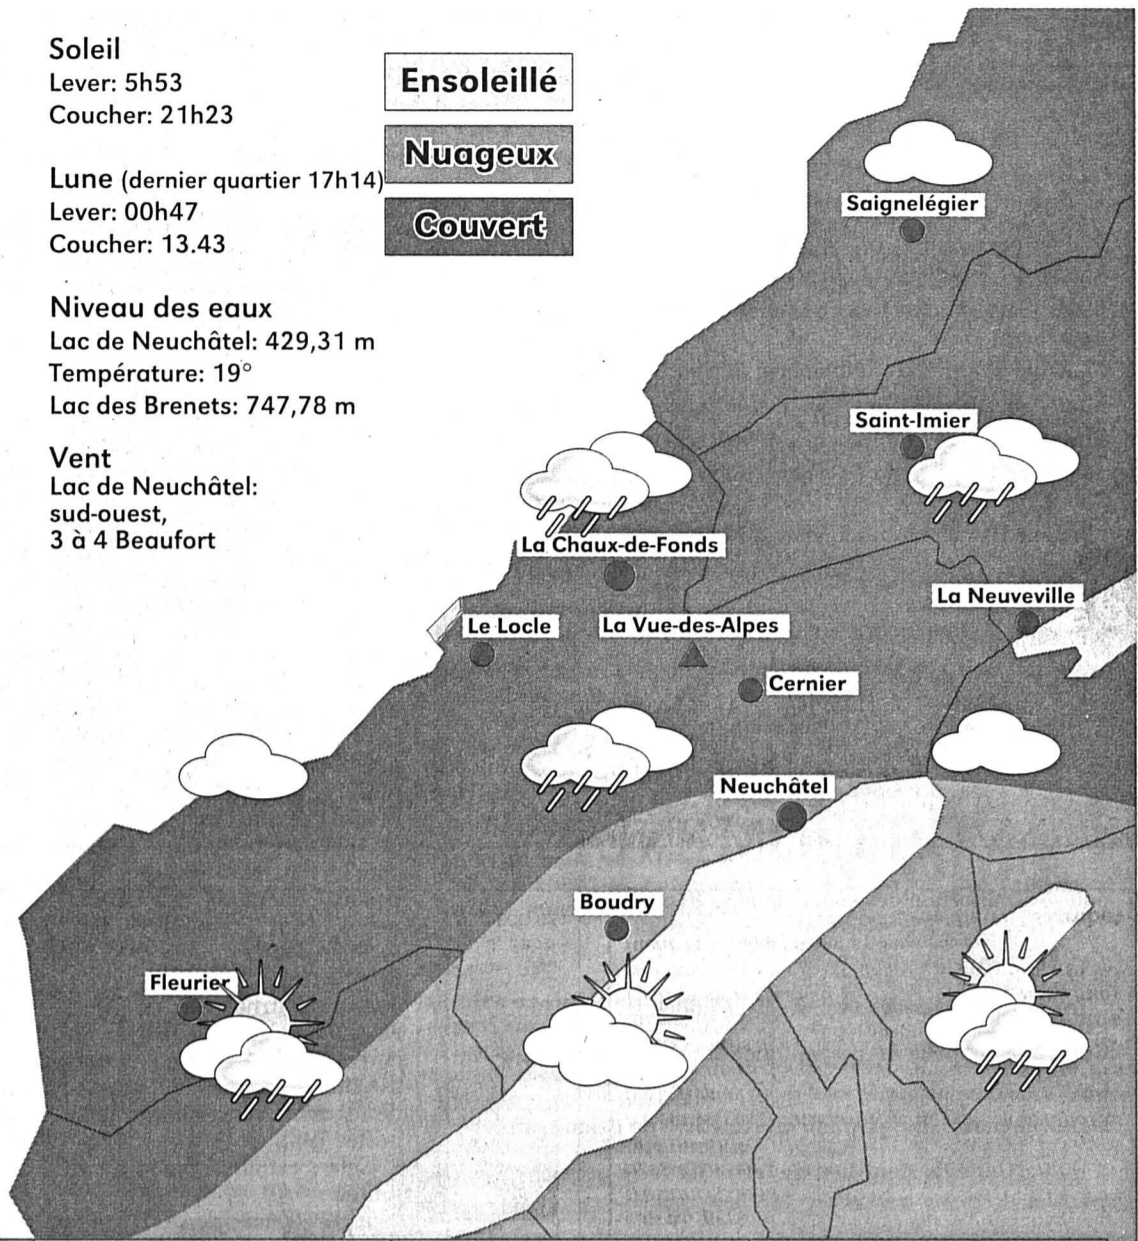 Soleil
Lever: 5h53
Coucher: 21h23
Lune (dernier quartier 17h14)
Lever: 00h47
Coucher: 13.43
Niveau des eaux
Lac de Neuchâtel: 429,31 m
Température: 19°
Lac des Brenets: 747,78 m
Vent
Lac de Neuchâtel:
sud-ouest,
3 à 4 Beaufort
Ensoleillé
Nuageux
Couvert
Saignelégier
Saint-Imier
La Chaux-de-Fonds
La Neuveville
Le Locle
La Vue-des-Alpes
Cernier
Neuchâtel
Boudry
Fleurier